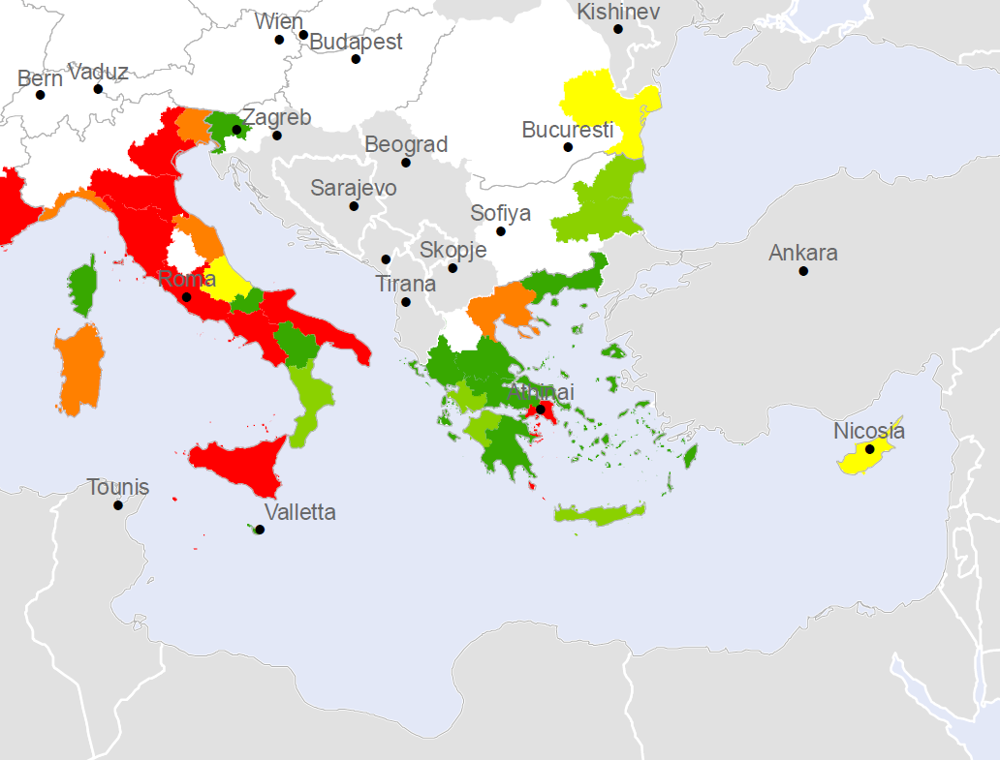 Kishinev
Wien
Budapest
Bern
Vaduz
Zagreb
Bucuresti
Beograd
Sarajevo
Sofiya
Skopje
Ankara
Tirana
Roma
Athinai
Nicosia
Tounis
Valletta